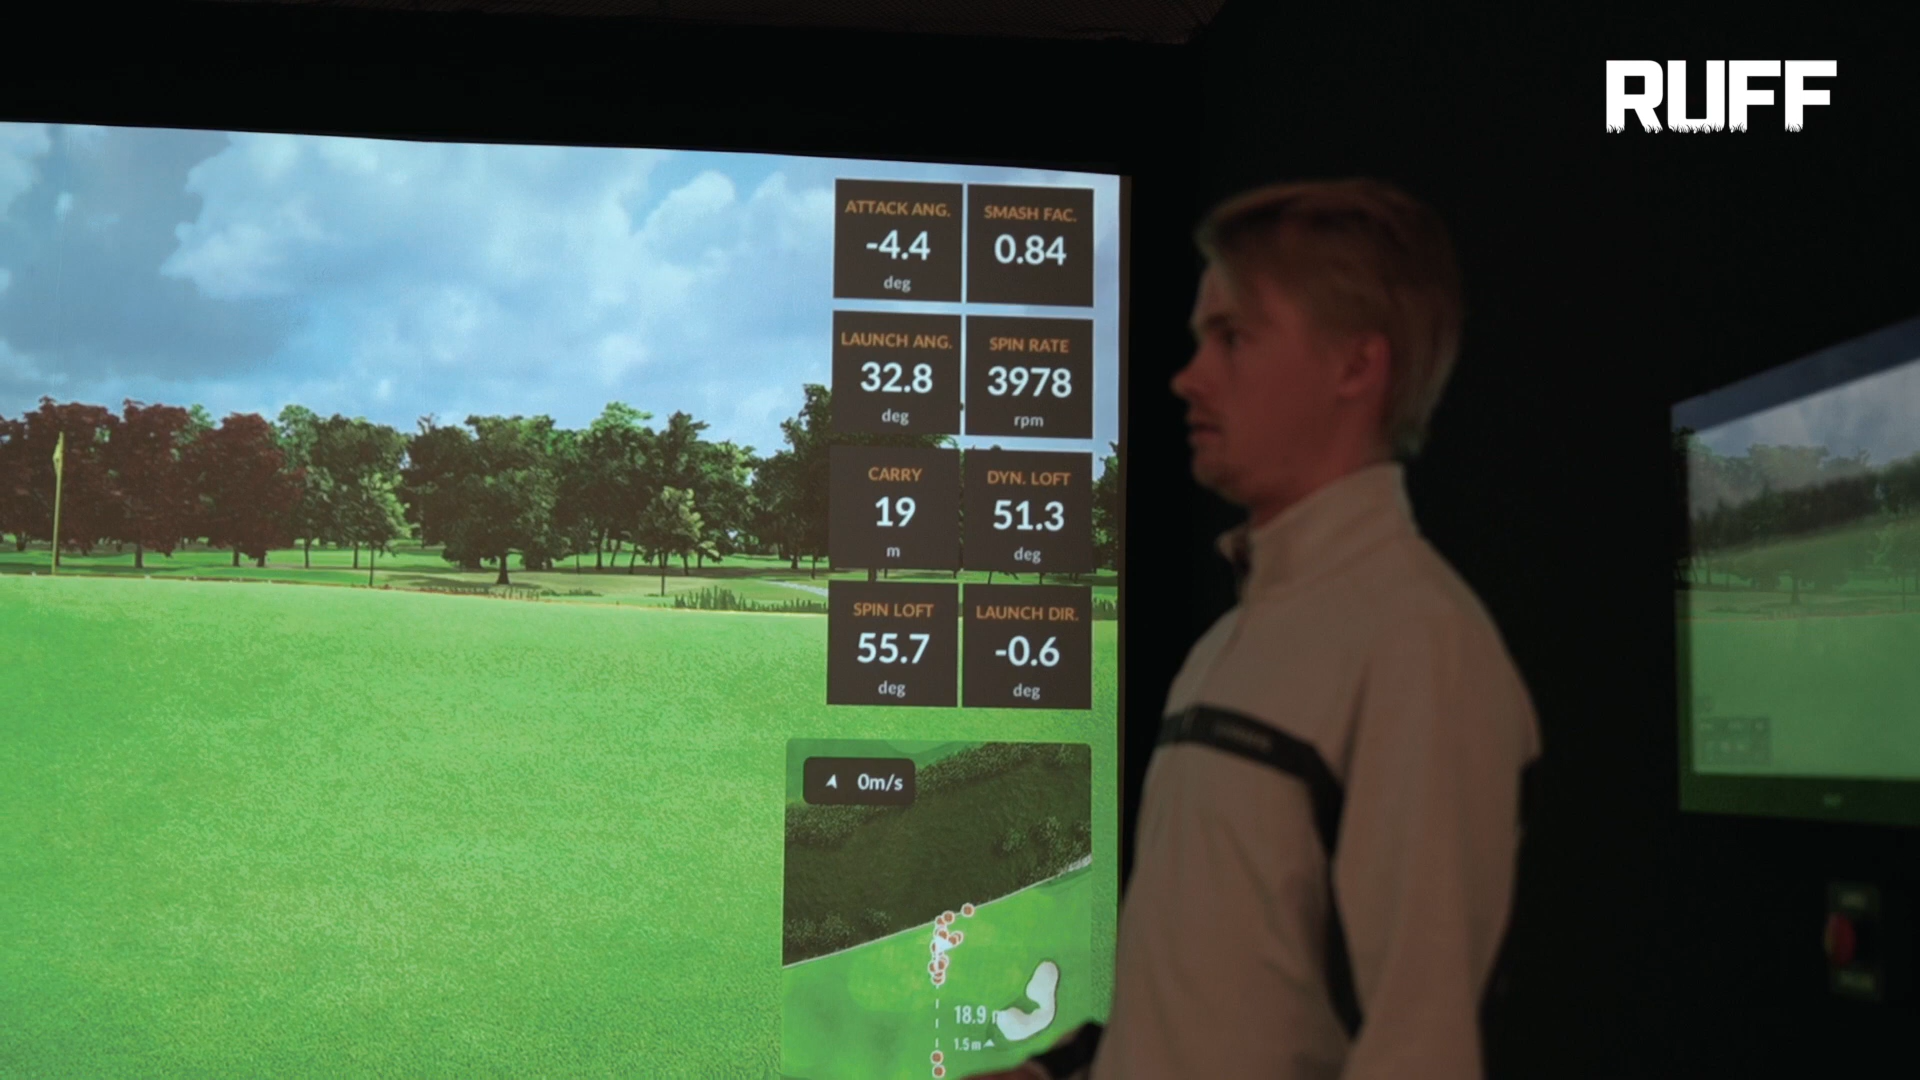 RUFF
ATTACK ANG.
-4.4
deg
SMASH FAC.
0.84
LAUNCH ANG.
32.8
deg
SPIN RATE
3978
rpm
CARRY
19
m
DYN. LOFT
51.3
deg
SPIN LOFT
55.7
deg
LAUNCH DIR.
-0.6
deg
0m/s
18.9
1.5m